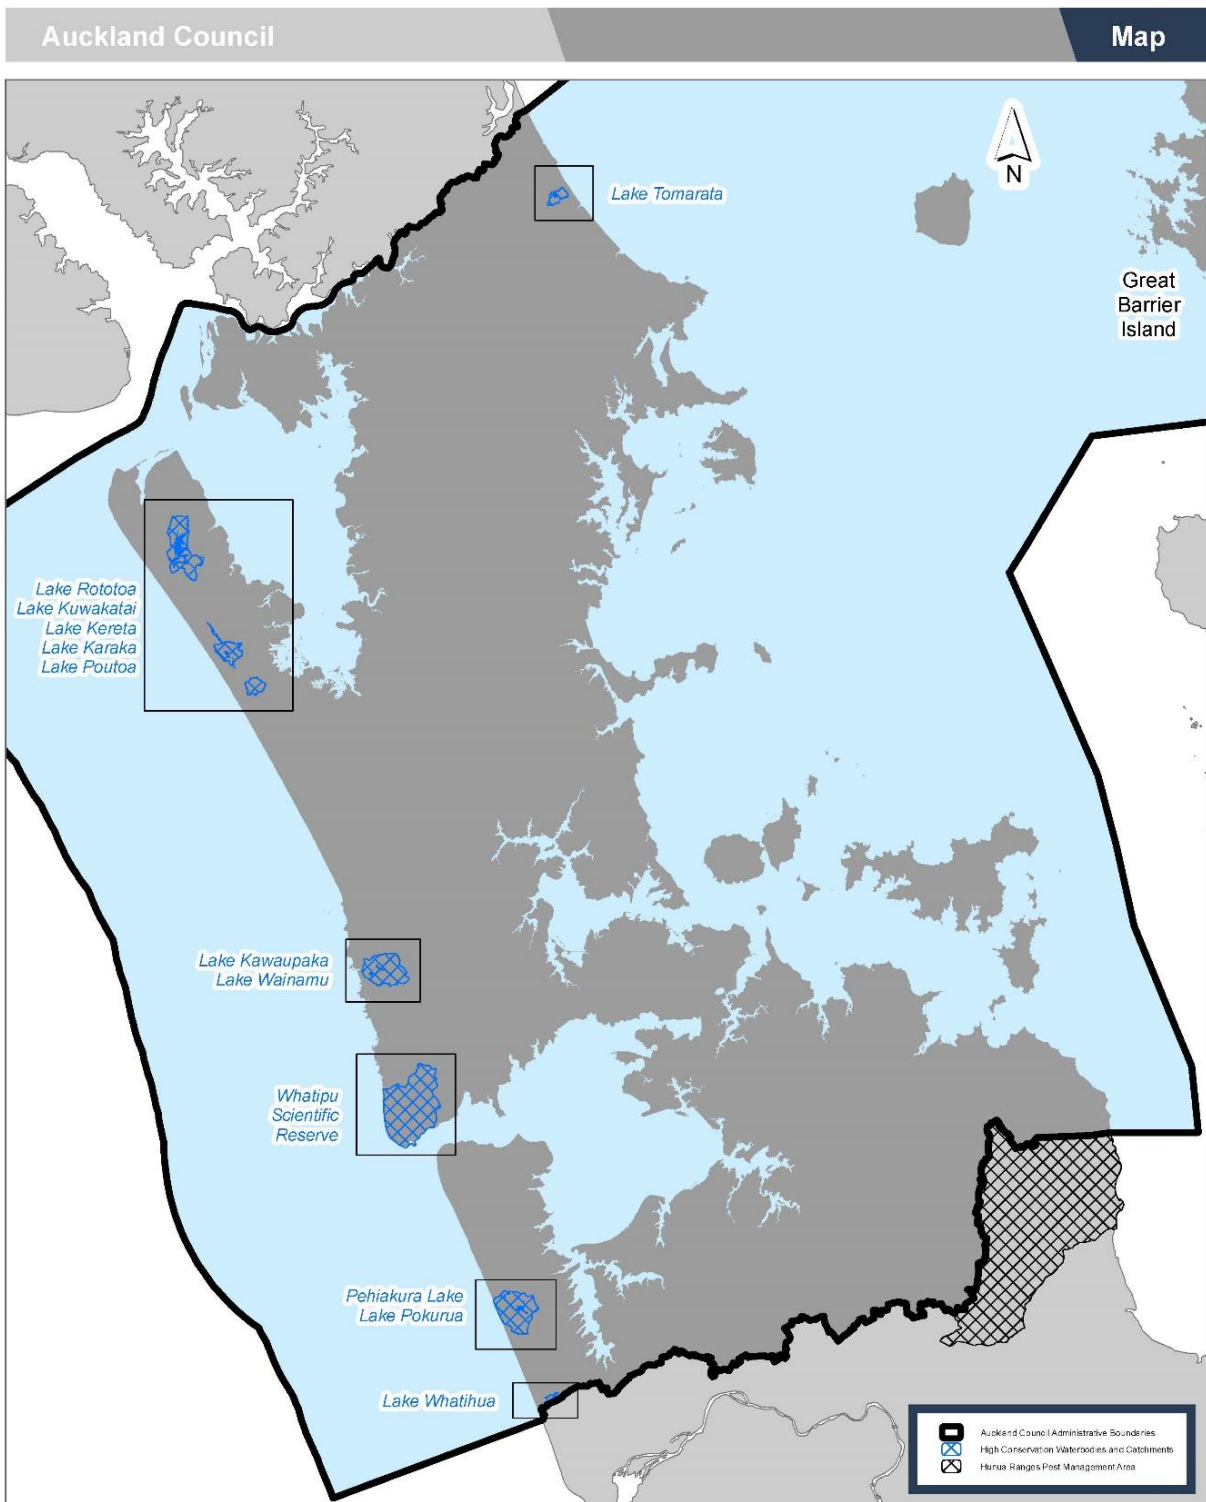 Auckland Council
Map
N
Lake Tomarata
Great
Barrier
Island
Lake Rototoa
Lake Kuwakatai
Lake Kereta
Lake Karaka
Lake Poutoa
Lake Kawaupaka
Lake Wainamu
Whatipu
Scientific
Reserve
Pehiakura Lake
Lake Pokurua
Lake Whatihua
Auckland Council Administrative Boundaries
High Conservation Waterbodies and Catchments
Hunua Ranges Pest Management Area